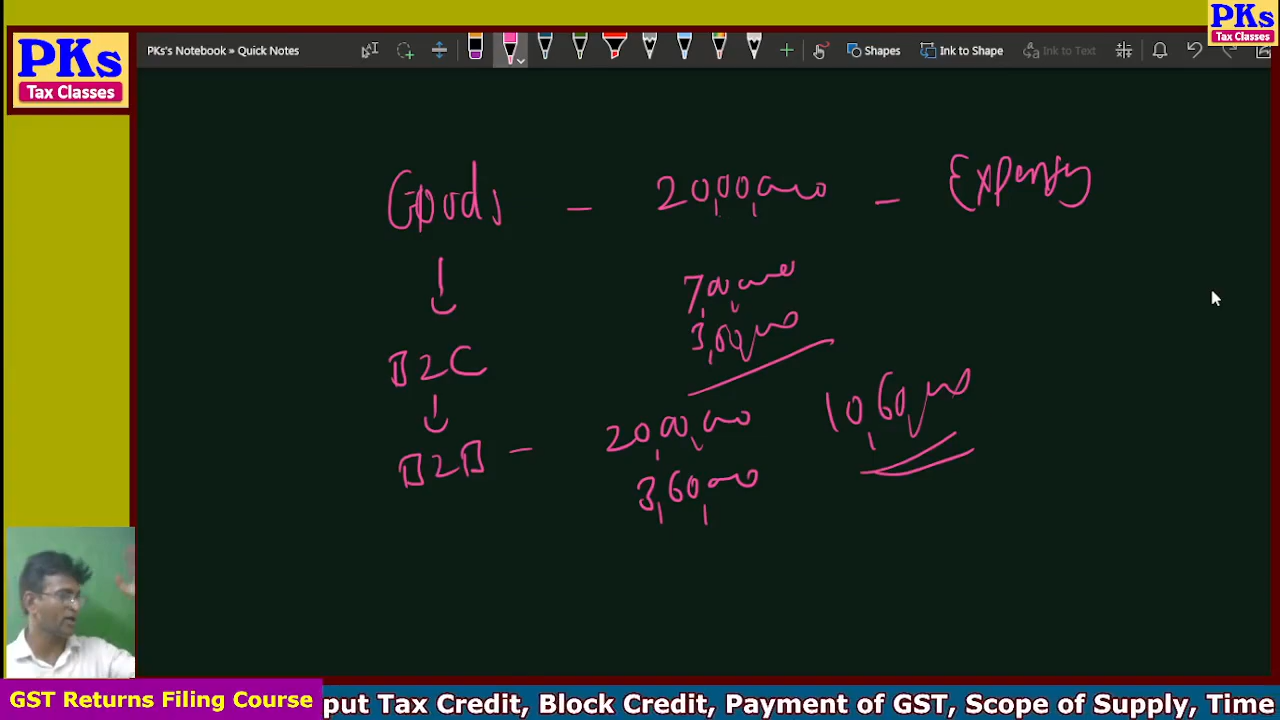 PKs
Tax Classes
PKs's Notebook » Quick Notes
Shapes
Ink to Shape
Ink to Text
PKs
Tax Classes
Goods - 20,00,000 - Expenses
7,00,000
3,60,000
B2C
10,60,000
B2B - 20,00,000
3,60,000
GST Returns Filing Course
put Tax Credit, Block Credit, Payment of GST, Scope of Supply, Time